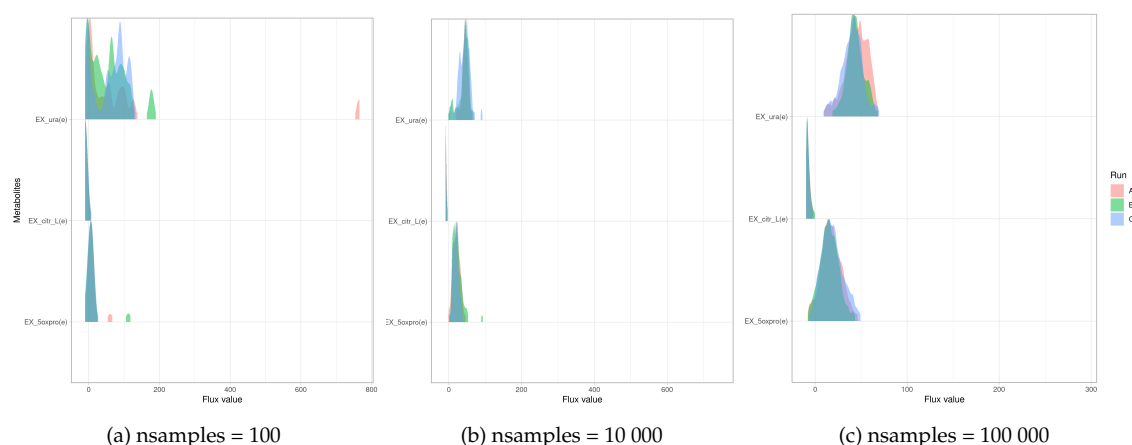 Metabolites
EX_ura(e)
EX_citr_L(e)
EX_5oxpro(e)
0 200 400 600 800
Flux value
(a) nsamples = 100
EX_ura(e)
EX_citr_L(e)
EX_5oxpro(e)
0 200 400 600
Flux value
(b) nsamples = 10 000
EX_ura(e)
EX_citr_L(e)
EX_5oxpro(e)
0 100 200 300
Flux value
(c) nsamples = 100 000
Run
A